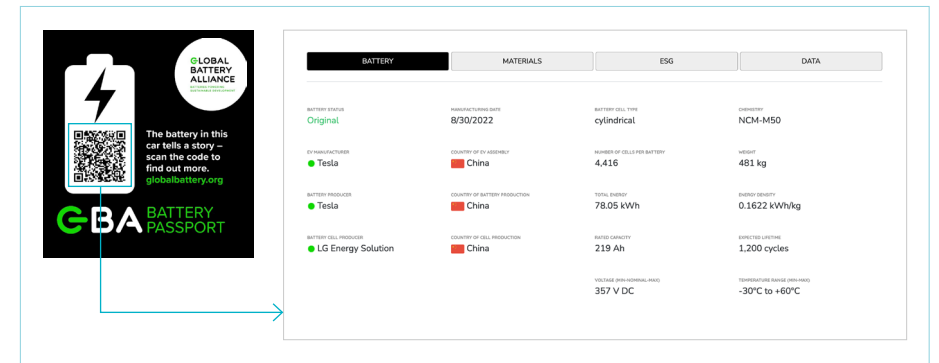 GLOBAL
BATTERY
ALLIANCE
BATTERIES POWERING
SUSTAINABLE DEVELOPMENT
The battery in this
car tells a story –
scan the code to
find out more.
globalbattery.org
GBA BATTERY
PASSPORT
BATTERY MATERIALS ESG DATA
BATTERY STATUS MANUFACTURING DATE BATTERY CELL TYPE CHEMISTRY
Original 8/30/2022 cylindrical NCM-M50
EV MANUFACTURER COUNTRY OF EV ASSEMBLY NUMBER OF CELLS PER BATTERY WEIGHT
Tesla China 4,416 481 kg
BATTERY PRODUCER COUNTRY OF BATTERY PRODUCTION TOTAL ENERGY ENERGY DENSITY
Tesla China 78.05 kWh 0.1622 kWh/kg
BATTERY CELL PRODUCER COUNTRY OF CELL PRODUCTION RATED CAPACITY EXPECTED LIFETIME
LG Energy Solution China 219 Ah 1,200 cycles
VOLTAGE (MIN-NOMINAL-MAX) TEMPERATURE RANGE (MIN-MAX)
357 V DC -30°C to +60°C